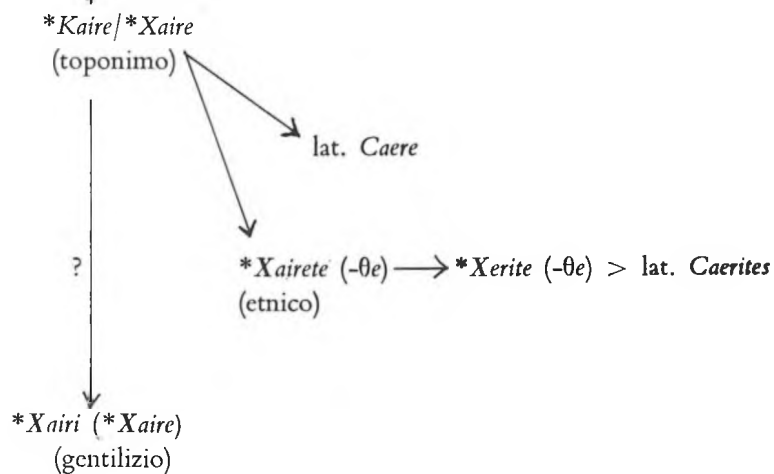 *Kaire/*Xaire
(toponimo)
lat. Caere
?
*Xairete (-θe) → *Xerite (-θe) > lat. Caerites
(etnico)
*Xairi (*Xaire)
(gentilizio)